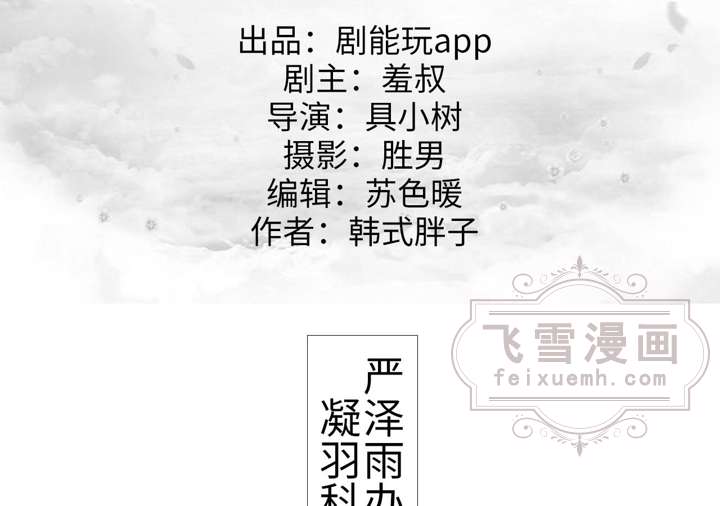 出品：剧能玩app
剧主：羞叔
导演：具小树
摄影：胜男
编辑：苏色暖
作者：韩式胖子
飞雪漫画
feixuemh.com
严泽雨办
凝羽科